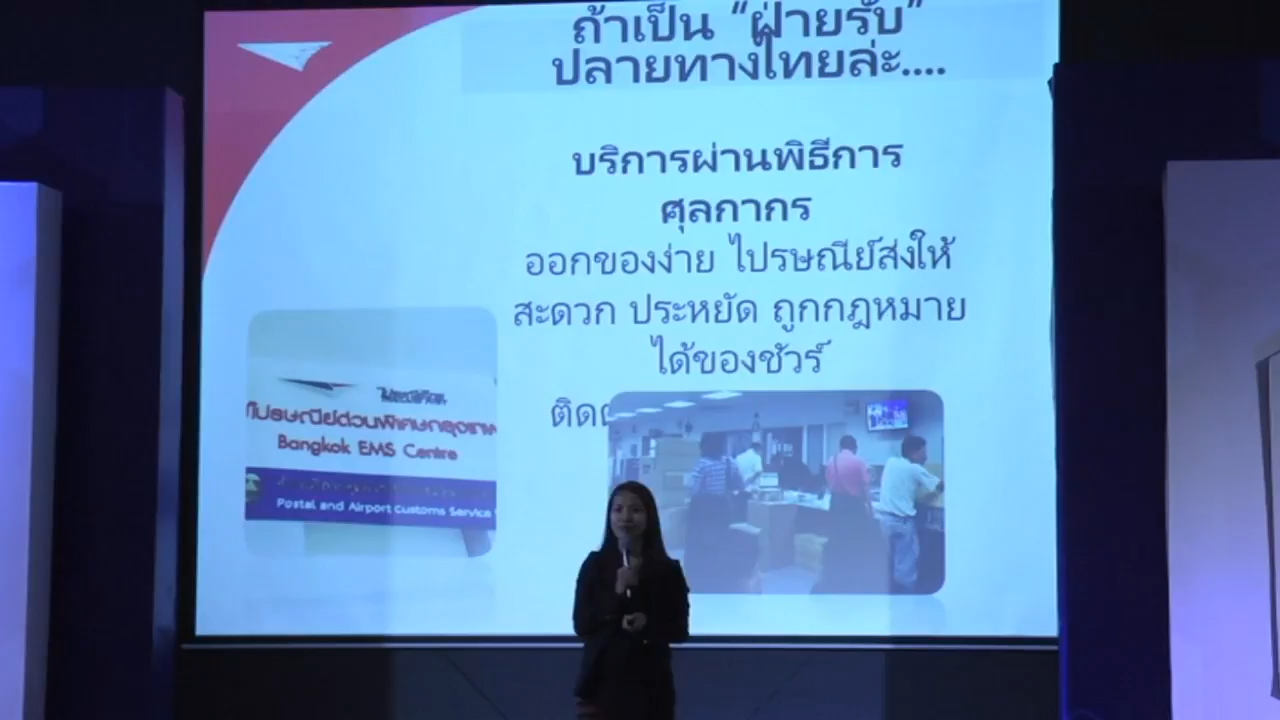 ถ้าเป็น “ฝ่ายรับ”
ปลายทางไทยล่ะ....
บริการผ่านพิธีการ
ศุลกากร
ออกของง่าย ไปรษณีย์ส่งให้
สะดวก ประหยัด ถูกกฎหมาย
ได้ของชัวร์
Bangkok EMS Centre
Postal and Airport customs Service